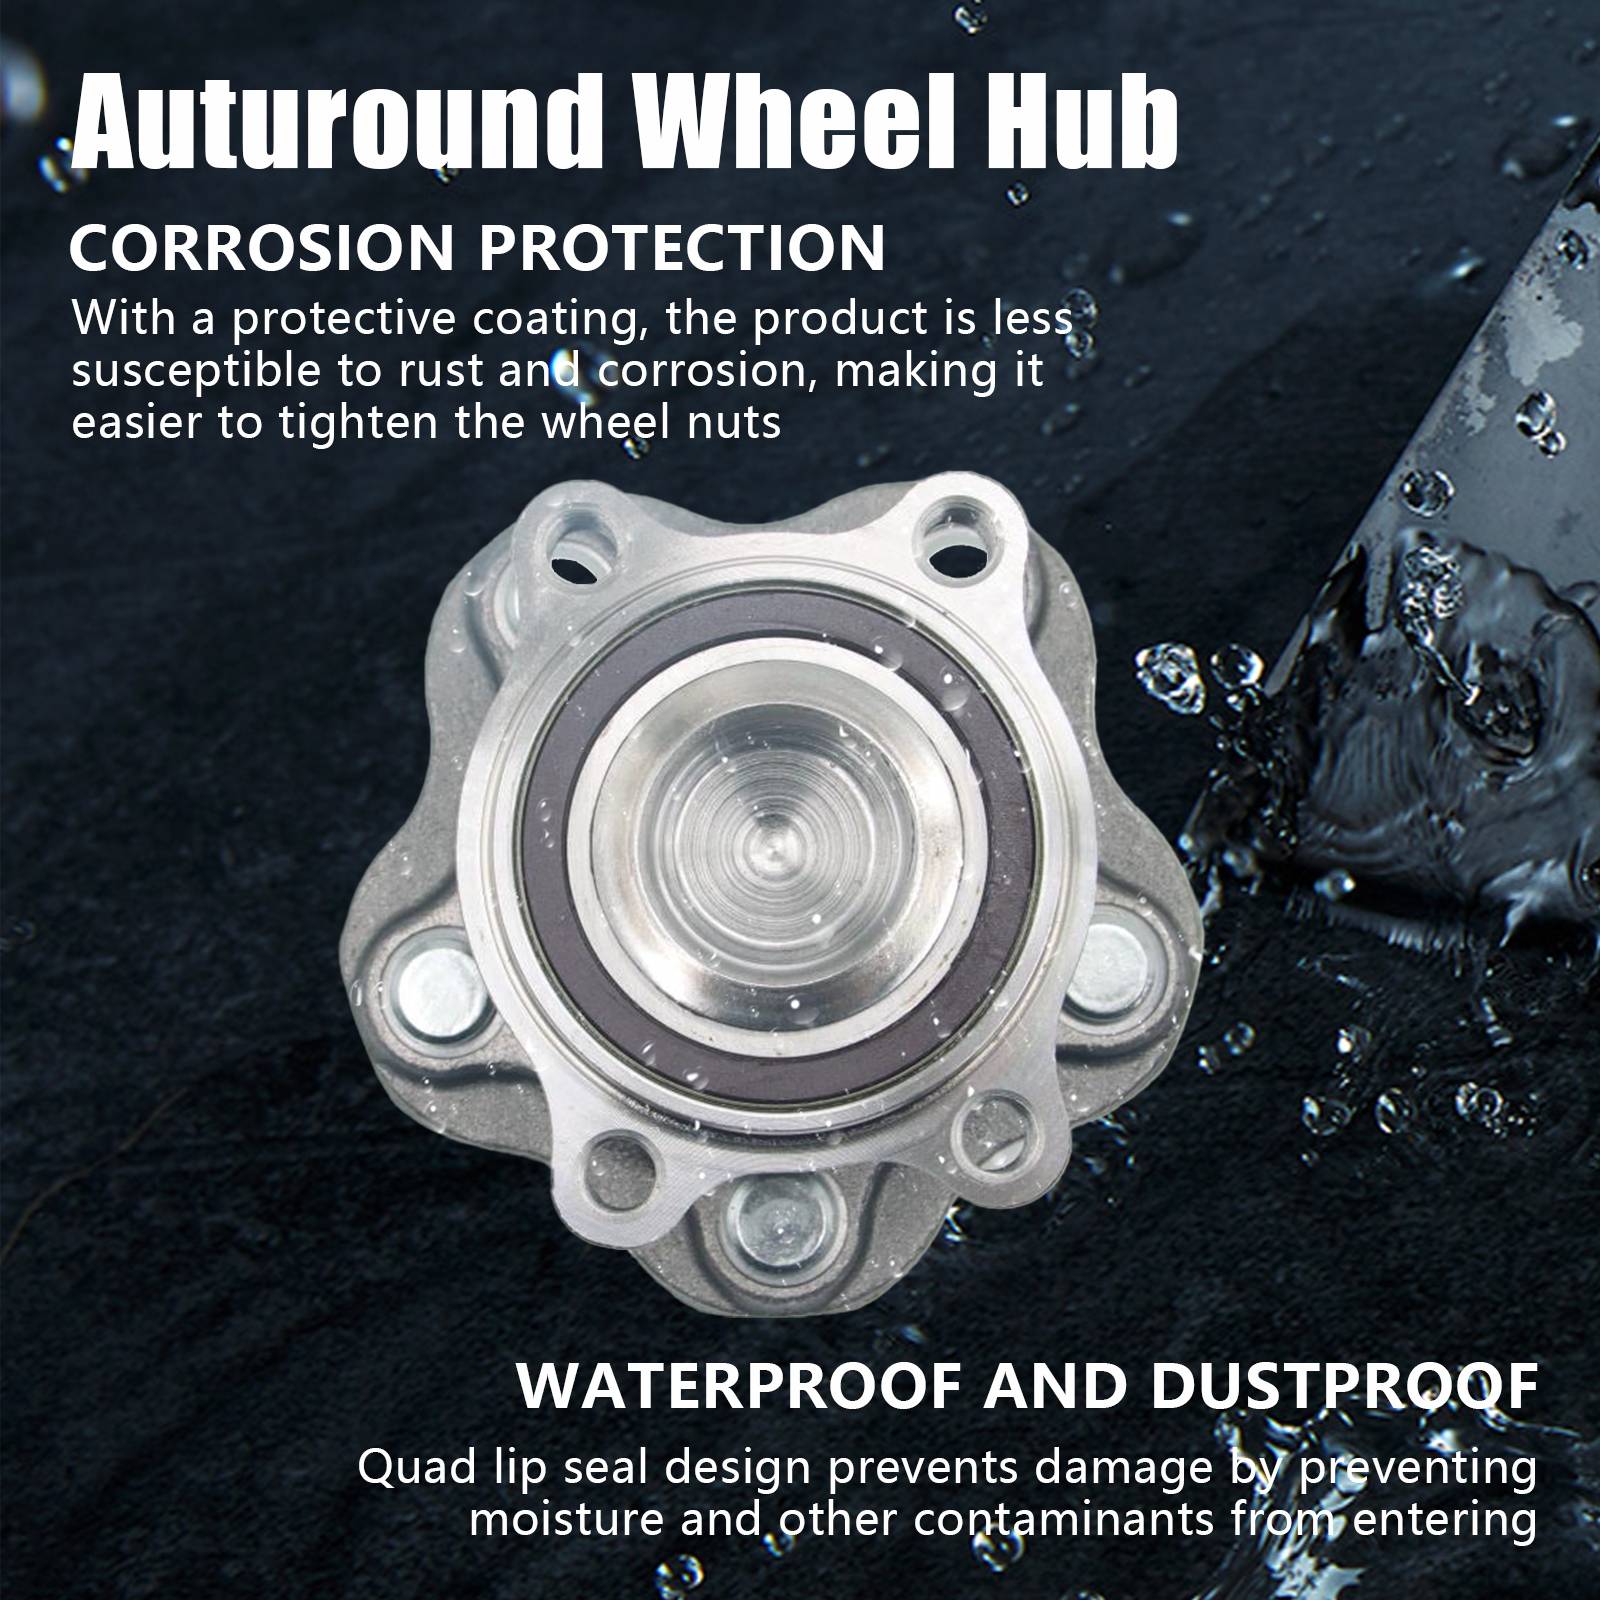 Auturound Wheel Hub
CORROSION PROTECTION
With a protective coating, the product is less
susceptible to rust and corrosion, making it
easier to tighten the wheel nuts
WATERPROOF AND DUSTPROOF
Quad lip seal design prevents damage by preventing
moisture and other contaminants from entering